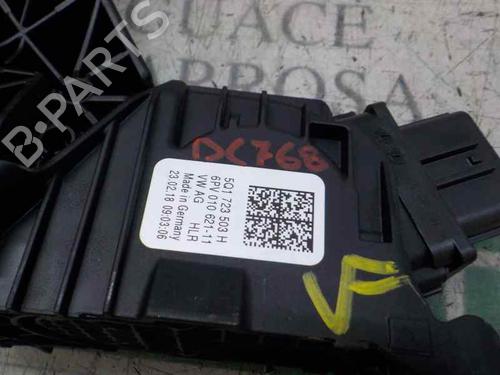 UACE
PROSA
B-PARTS
DC768
5Q1 723 503 H
6PV 010 621-11
VW AG HLR
Made in Germany
23.02.18 09:03:06